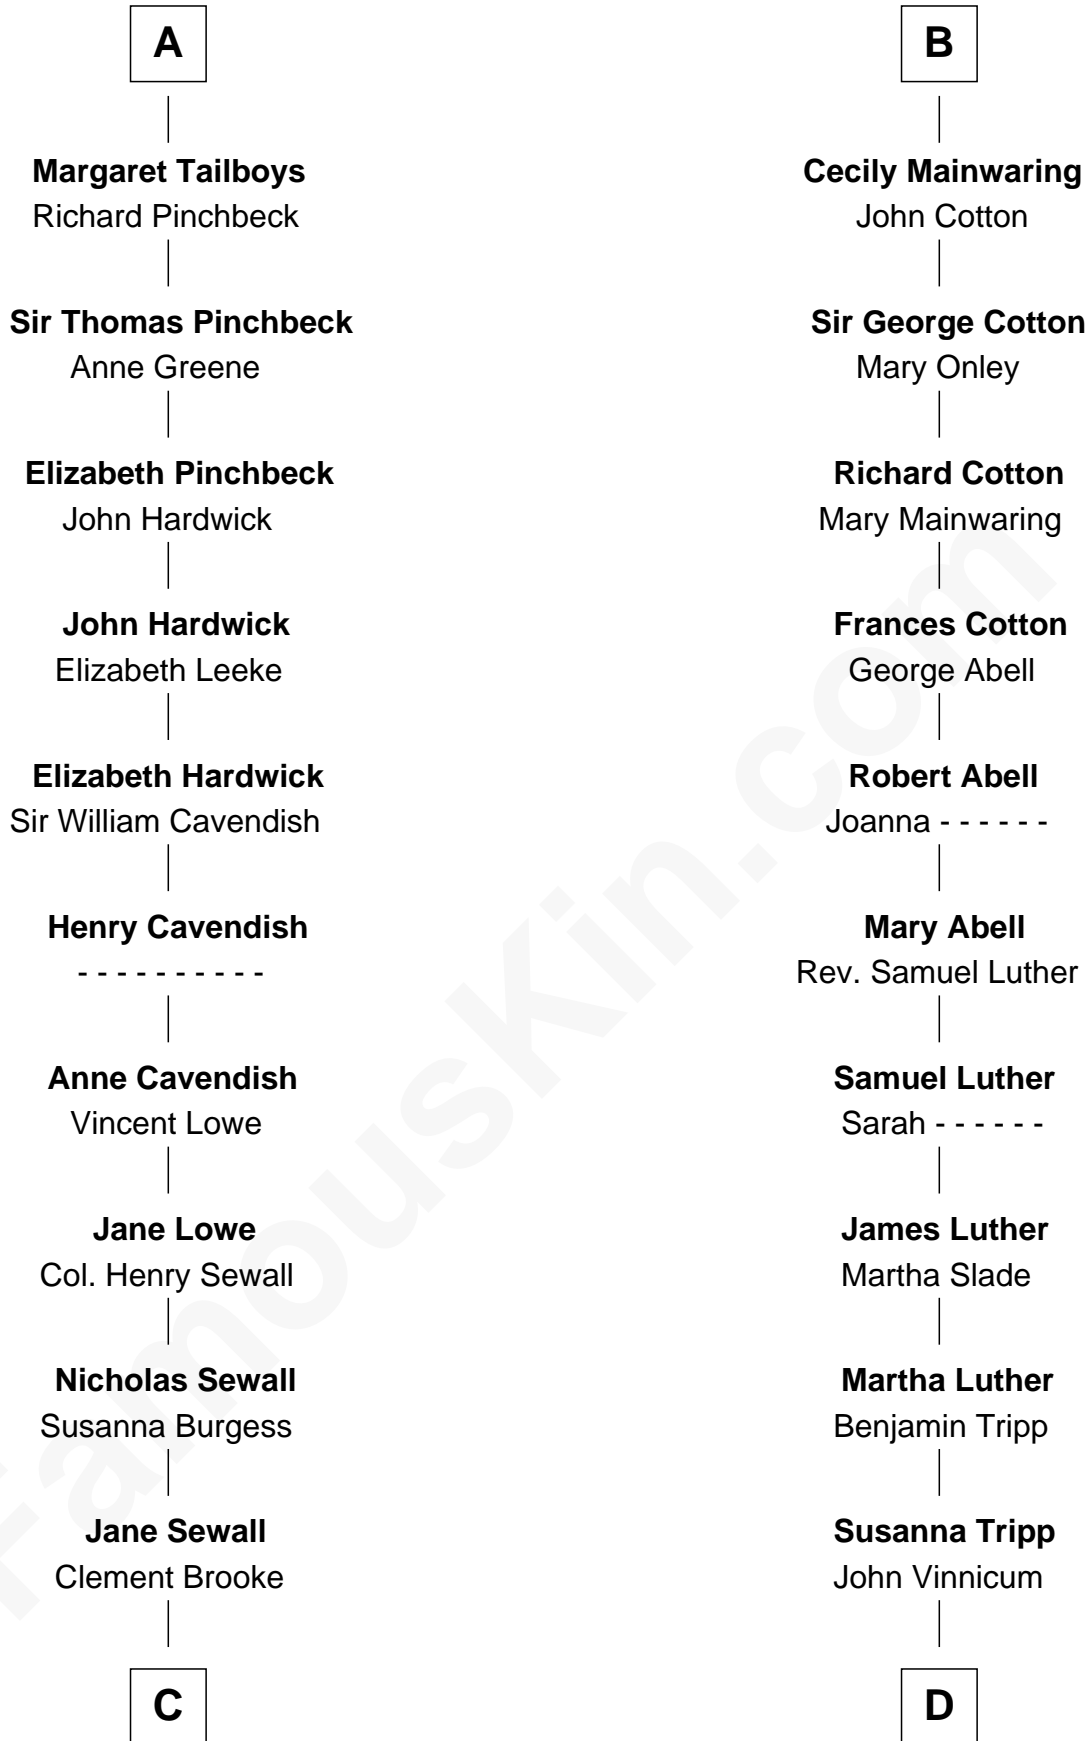 A
Margaret Tailboys
Richard Pinchbeck
Sir Thomas Pinchbeck
Anne Greene
Elizabeth Pinchbeck
John Hardwick
John Hardwick
Elizabeth Leeke
Elizabeth Hardwick
Sir William Cavendish
Henry Cavendish
- - - - - - - - - -
Anne Cavendish
Vincent Lowe
Jane Lowe
Col. Henry Sewall
Nicholas Sewall
Susanna Burgess
Jane Sewall
Clement Brooke
C
B
Cecily Mainwaring
John Cotton
Sir George Cotton
Mary Onley
Richard Cotton
Mary Mainwaring
Frances Cotton
George Abell
Robert Abell
Joanna - - - - - -
Mary Abell
Rev. Samuel Luther
Samuel Luther
Sarah - - - - - -
James Luther
Martha Slade
Martha Luther
Benjamin Tripp
Susanna Tripp
John Vinnicum
D
FamousKin.com